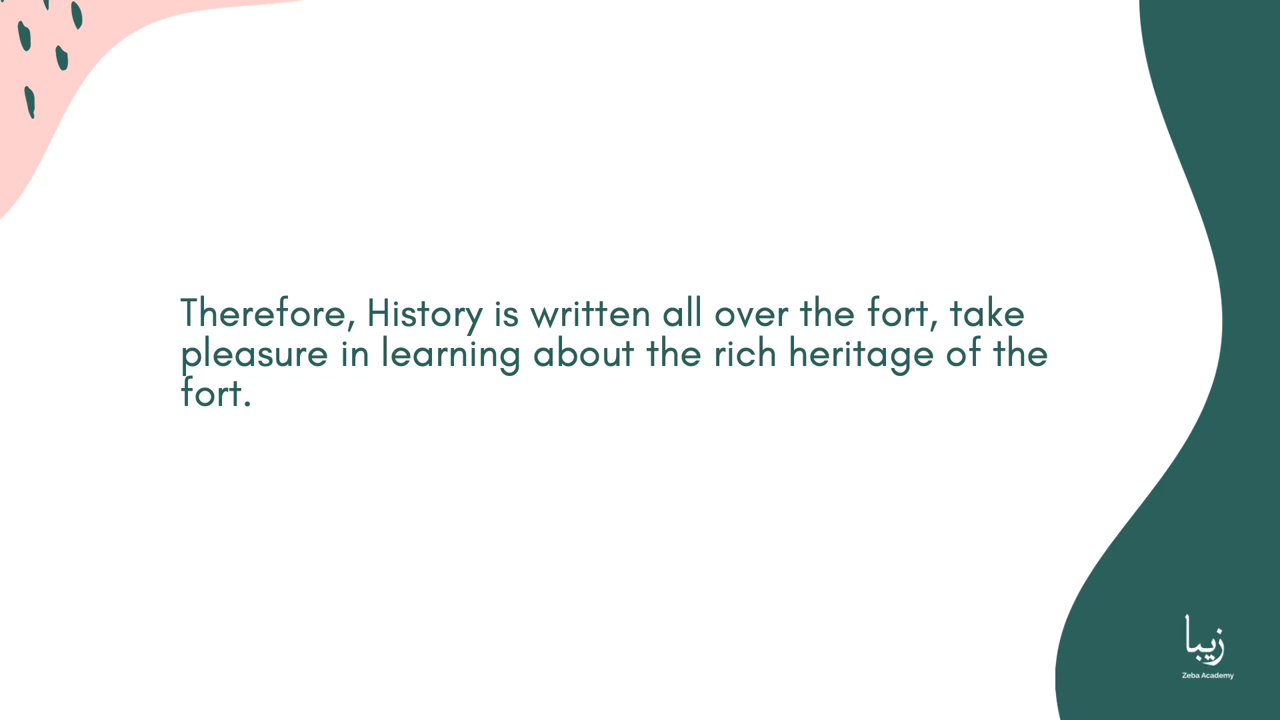 Therefore, History is written all over the fort, take
pleasure in learning about the rich heritage of the
fort.
زيبا
Zeba Academy